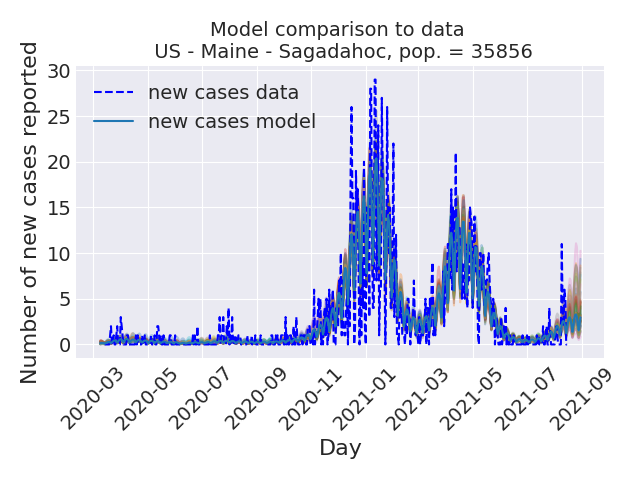 Model comparison to data
US - Maine - Sagadahoc, pop. = 35856
Number of new cases reported
30
25
20
15
10
5
0
new cases data
new cases model
2020-03
2020-05
2020-07
2020-09
2020-11
2021-01
2021-03
2021-05
2021-07
2021-09
Day